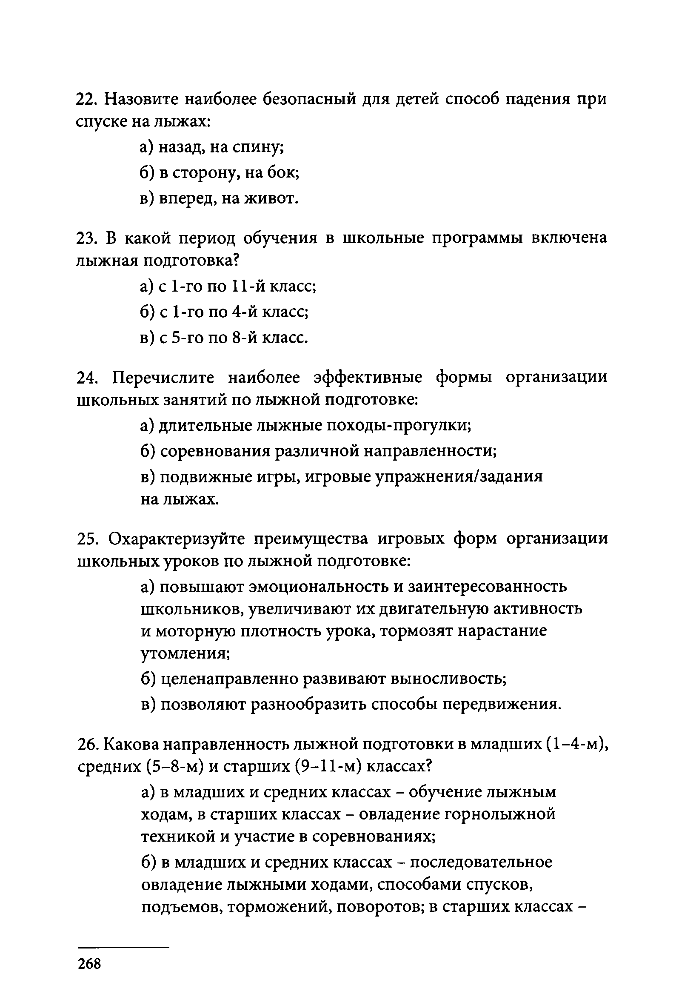 22. Назовите наиболее безопасный для детей способ падения при
спуске на лыжах:
а) назад, на спину;
б) в сторону, на бок;
в) вперед, на живот.
23. В какой период обучения в школьные программы включена
лыжная подготовка?
а) с 1-го по 11-й класс;
б) с 1-го по 4-й класс;
в) с 5-го по 8-й класс.
24. Перечислите наиболее эффективные формы организации
школьных занятий по лыжной подготовке:
а) длительные лыжные походы-прогулки;
б) соревнования различной направленности;
в) подвижные игры, игровые упражнения/задания
на лыжах.
25. Охарактеризуйте преимущества игровых форм организации
школьных уроков по лыжной подготовке:
а) повышают эмоциональность и заинтересованность
школьников, увеличивают их двигательную активность
и моторную плотность урока, тормозят нарастание
утомления;
б) целенаправленно развивают выносливость;
в) позволяют разнообразить способы передвижения.
26. Какова направленность лыжной подготовки в младших (1–4-м),
средних (5–8-м) и старших (9–11-м) классах?
а) в младших и средних классах – обучение лыжным
ходам, в старших классах – овладение горнолыжной
техникой и участие в соревнованиях;
б) в младших и средних классах – последовательное
овладение лыжными ходами, способами спусков,
подъемов, торможений, поворотов; в старших классах –
268